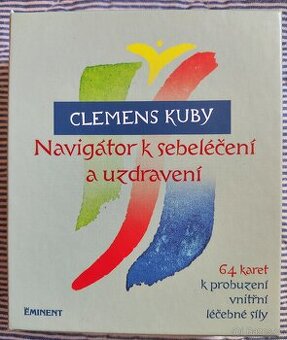 CLEMENS KUBY
Navigátor k sebeléčení
a uzdravení
64 karet
k probuzení
vnitřní
léčebné síly
EMINENT